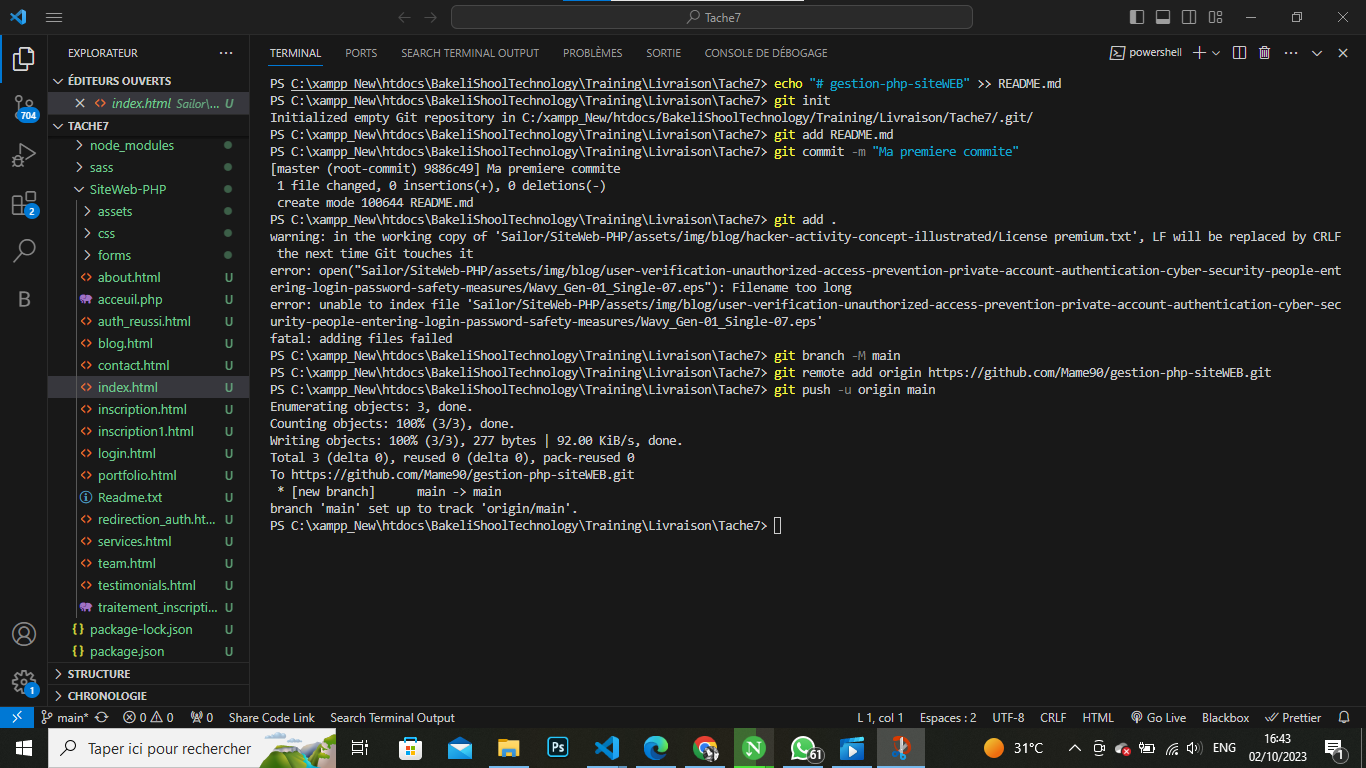 Tache7
EXPLORATEUR
ÉDITEURS OUVERTS
index.html Sailor\... U
704
TACHE7
node_modules
sass
SiteWeb-PHP
assets
2
css
forms
about.html U
acceuil.php U
B
auth_reussi.html U
blog.html U
contact.html U
index.html U
inscription.html U
inscription1.html U
login.html U
portfolio.html U
Readme.txt U
redirection_auth.ht... U
services.html U
team.html U
testimonials.html U
traitement_inscripti... U
{} package-lock.json U
{} package.json U
STRUCTURE
1
CHRONOLOGIE
TERMINAL PORTS SEARCH TERMINAL OUTPUT PROBLÈMES SORTIE CONSOLE DE DÉBOGAGE
powershell
PS C:\xampp_New\htdocs\BakeliShoolTechnology\Training\Livraison\Tache7> echo "# gestion-php-siteWEB" >> README.md
PS C:\xampp_New\htdocs\BakeliShoolTechnology\Training\Livraison\Tache7> git init
Initialized empty Git repository in C:/xampp_New/htdocs/BakeliShoolTechnology/Training/Livraison/Tache7/.git/
PS C:\xampp_New\htdocs\BakeliShoolTechnology\Training\Livraison\Tache7> git add README.md
PS C:\xampp_New\htdocs\BakeliShoolTechnology\Training\Livraison\Tache7> git commit -m "Ma premiere commite"
[master (root-commit) 9886c49] Ma premiere commite
1 file changed, 0 insertions(+), 0 deletions(-)
create mode 100644 README.md
PS C:\xampp_New\htdocs\BakeliShoolTechnology\Training\Livraison\Tache7> git add .
warning: in the working copy of 'Sailor/SiteWeb-PHP/assets/img/blog/hacker-activity-concept-illustrated/License premium.txt', LF will be replaced by CRLF
the next time Git touches it
error: open("Sailor/SiteWeb-PHP/assets/img/blog/user-verification-unauthorized-access-prevention-private-account-authentication-cyber-security-people-ent
ering-login-password-safety-measures/Wavy_Gen-01_Single-07.eps"): Filename too long
error: unable to index file 'Sailor/SiteWeb-PHP/assets/img/blog/user-verification-unauthorized-access-prevention-private-account-authentication-cyber-sec
urity-people-entering-login-password-safety-measures/Wavy_Gen-01_Single-07.eps'
fatal: adding files failed
PS C:\xampp_New\htdocs\BakeliShoolTechnology\Training\Livraison\Tache7> git branch -M main
PS C:\xampp_New\htdocs\BakeliShoolTechnology\Training\Livraison\Tache7> git remote add origin https://github.com/Mame90/gestion-php-siteWEB.git
PS C:\xampp_New\htdocs\BakeliShoolTechnology\Training\Livraison\Tache7> git push -u origin main
Enumerating objects: 3, done.
Counting objects: 100% (3/3), done.
Writing objects: 100% (3/3), 277 bytes | 92.00 KiB/s, done.
Total 3 (delta 0), reused 0 (delta 0), pack-reused 0
To https://github.com/Mame90/gestion-php-siteWEB.git
* [new branch] main -> main
branch 'main' set up to track 'origin/main'.
PS C:\xampp_New\htdocs\BakeliShoolTechnology\Training\Livraison\Tache7>
main* 0 0 0 Share Code Link Search Terminal Output L 1, col 1 Espaces : 2 UTF-8 CRLF HTML Go Live Blackbox Prettier
Taper ici pour rechercher Ps N 61 31°C ENG 16:43
02/10/2023 1